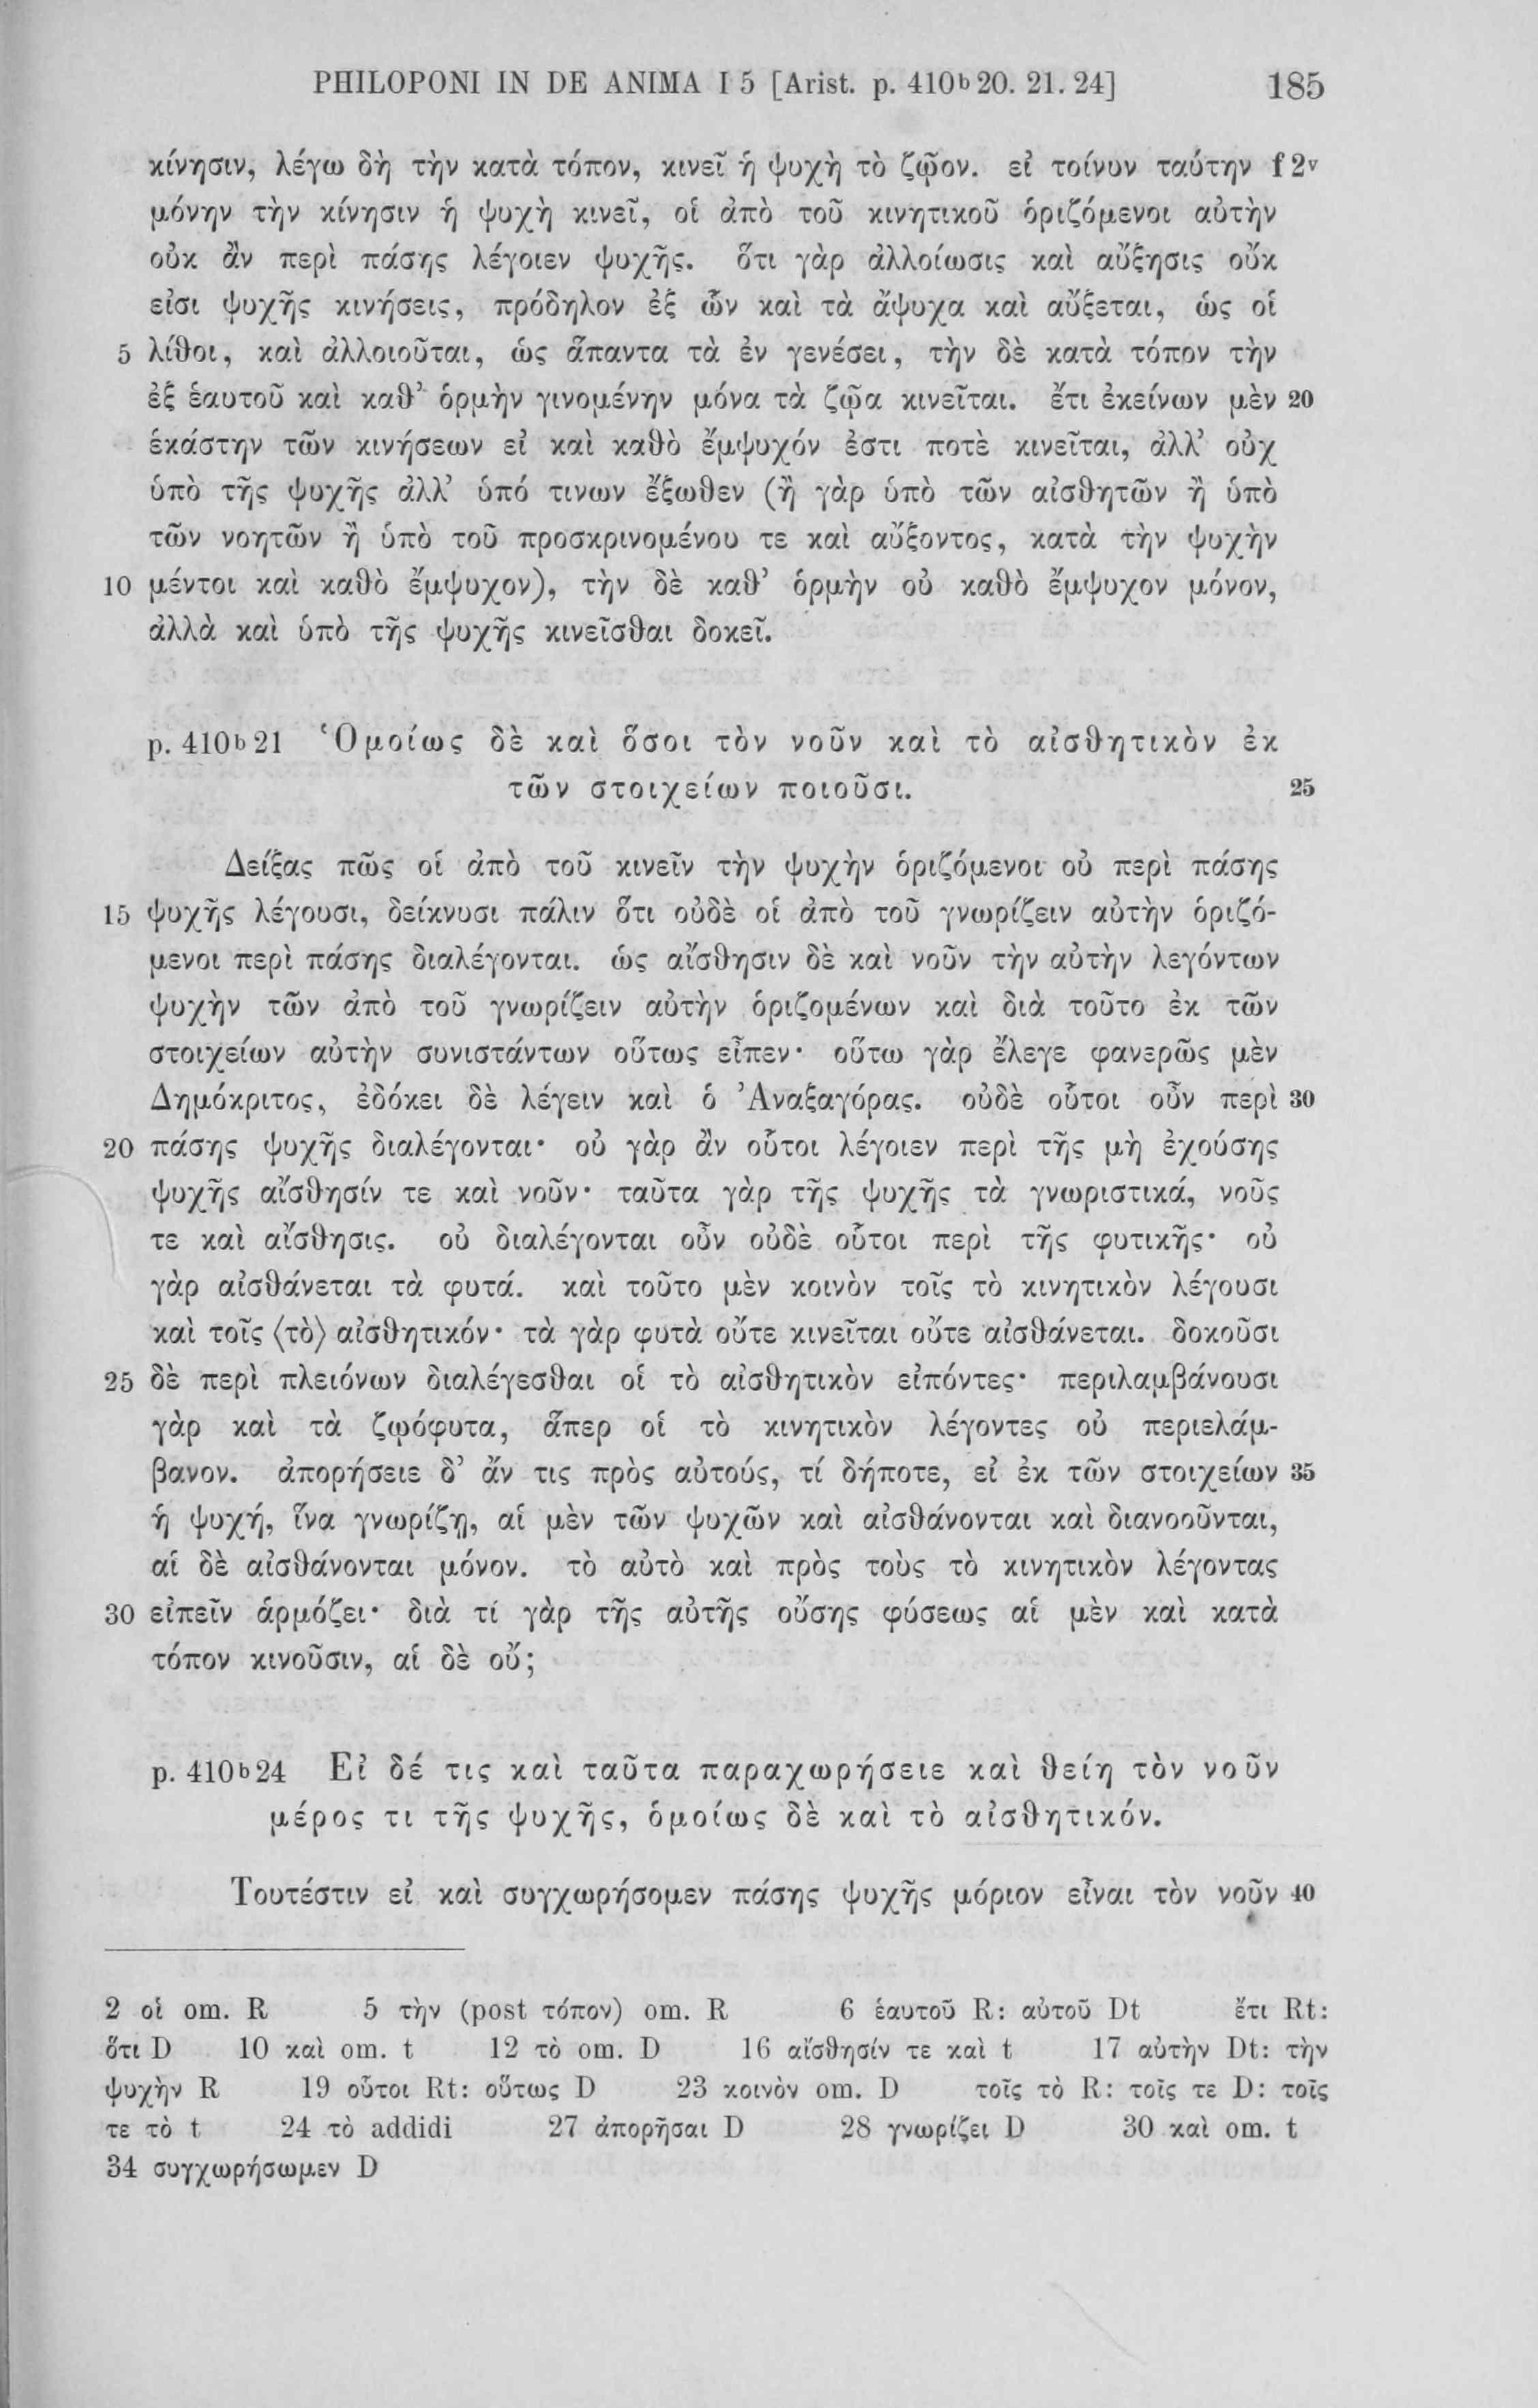 PHILOPONI IN DE ANIMA I 5 [Arist. p. 410b20. 21. 24] 185
κίνησιν, λέγω δὴ τὴν κατὰ τόπον, κινεῖ ἡ ψυχὴ τὸ ζῷον. εἰ τοίνυν ταύτην f 2v
μόνην τὴν κίνησιν ἡ ψυχὴ κινεῖ, οἱ ἀπὸ τοῦ κινητικοῦ ὁριζόμενοι αὐτὴν
οὐκ ἂν περὶ πάσης λέγοιεν ψυχῆς. ὅτι γὰρ ἀλλοίωσις καὶ αὔξησις οὔκ
εἰσι ψυχῆς κινήσεις, πρόδηλον ἐξ ὧν καὶ τὰ ἄψυχα καὶ αὔξεται, ὡς οἱ
5 λίθοι, καὶ ἀλλοιοῦται, ὡς ἅπαντα τὰ ἐν γενέσει, τὴν δὲ κατὰ τόπον τὴν
ἐξ ἑαυτοῦ καὶ καθ’ ὁρμὴν γινομένην μόνα τὰ ζῷα κινεῖται. ἔτι ἐκείνων μὲν 20
ἑκάστην τῶν κινήσεων εἰ καὶ καθὸ ἔμψυχόν ἐστι ποτὲ κινεῖται, ἀλλ’ οὐχ
ὑπὸ τῆς ψυχῆς ἀλλ’ ὑπό τινων ἔξωθεν (ἢ γὰρ ὑπὸ τῶν αἰσθητῶν ἢ ὑπὸ
τῶν νοητῶν ἢ ὑπὸ τοῦ προσκρινομένου τε καὶ αὔξοντος, κατὰ τὴν ψυχὴν
10 μέντοι καὶ καθὸ ἔμψυχον), τὴν δὲ καθ’ ὁρμὴν οὐ καθὸ ἔμψυχον μόνον,
ἀλλὰ καὶ ὑπὸ τῆς ψυχῆς κινεῖσθαι δοκεῖ.
p. 410b21 Ὁμοίως δὲ καὶ ὅσοι τὸν νοῦν καὶ τὸ αἰσθητικὸν ἐκ
τῶν στοιχείων ποιοῦσι. 25
Δείξας πῶς οἱ ἀπὸ τοῦ κινεῖν τὴν ψυχὴν ὁριζόμενοι οὐ περὶ πάσης
15 ψυχῆς λέγουσι, δείκνυσι πάλιν ὅτι οὐδὲ οἱ ἀπὸ τοῦ γνωρίζειν αὐτὴν ὁριζό-
μενοι περὶ πάσης διαλέγονται. ὡς αἴσθησιν δὲ καὶ νοῦν τὴν αὐτὴν λεγόντων
ψυχὴν τῶν ἀπὸ τοῦ γνωρίζειν αὐτὴν ὁριζομένων καὶ διὰ τοῦτο ἐκ τῶν
στοιχείων αὐτὴν συνιστάντων οὕτως εἶπεν· οὕτω γὰρ ἔλεγε φανερῶς μὲν
Δημόκριτος, ἐδόκει δὲ λέγειν καὶ ὁ Ἀναξαγόρας. οὐδὲ οὗτοι οὖν περὶ 30
20 πάσης ψυχῆς διαλέγονται· οὐ γὰρ ἂν οὗτοι λέγοιεν περὶ τῆς μὴ ἐχούσης
ψυχῆς αἴσθησίν τε καὶ νοῦν· ταῦτα γὰρ τῆς ψυχῆς τὰ γνωριστικά, νοῦς
τε καὶ αἴσθησις. οὐ διαλέγονται οὖν οὐδὲ οὗτοι περὶ τῆς φυτικῆς· οὐ
γὰρ αἰσθάνεται τὰ φυτά. καὶ τοῦτο μὲν κοινὸν τοῖς τὸ κινητικὸν λέγουσι
καὶ τοῖς ⟨τὸ⟩ αἰσθητικόν· τὰ γὰρ φυτὰ οὔτε κινεῖται οὔτε αἰσθάνεται. δοκοῦσι
25 δὲ περὶ πλειόνων διαλέγεσθαι οἱ τὸ αἰσθητικὸν εἰπόντες· περιλαμβάνουσι
γὰρ καὶ τὰ ζῳόφυτα, ἅπερ οἱ τὸ κινητικὸν λέγοντες οὐ περιελάμ-
βανον. ἀπορήσειε δ’ ἄν τις πρὸς αὐτούς, τί δήποτε, εἰ ἐκ τῶν στοιχείων 35
ἡ ψυχή, ἵνα γνωρίζῃ, αἱ μὲν τῶν ψυχῶν καὶ αἰσθάνονται καὶ διανοοῦνται,
αἱ δὲ αἰσθάνονται μόνον. τὸ αὐτὸ καὶ πρὸς τοὺς τὸ κινητικὸν λέγοντας
30 εἰπεῖν ἁρμόζει· διὰ τί γὰρ τῆς αὐτῆς οὔσης φύσεως αἱ μὲν καὶ κατὰ
τόπον κινοῦσιν, αἱ δὲ οὔ;
p. 410b24 Εἰ δέ τις καὶ ταῦτα παραχωρήσειε καὶ θείη τὸν νοῦν
μέρος τι τῆς ψυχῆς, ὁμοίως δὲ καὶ τὸ αἰσθητικόν.
Τουτέστιν εἰ καὶ συγχωρήσομεν πάσης ψυχῆς μόριον εἶναι τὸν νοῦν 40
2 οἱ om. R 5 τὴν (post τόπον) om. R 6 ἑαυτοῦ R: αὐτοῦ Dt ἔτι Rt:
ὅτι D 10 καὶ om. t 12 τὸ om. D 16 αἴσθησίν τε καὶ t 17 αὐτὴν Dt: τὴν
ψυχὴν R 19 οὗτοι Rt: οὕτως D 23 κοινὸν om. D τοῖς τὸ R: τοῖς τε D: τοῖς
τε τὸ t 24 τὸ addidi 27 ἀπορῆσαι D 28 γνωρίζει D 30 καὶ om. t
34 συγχωρήσωμεν D